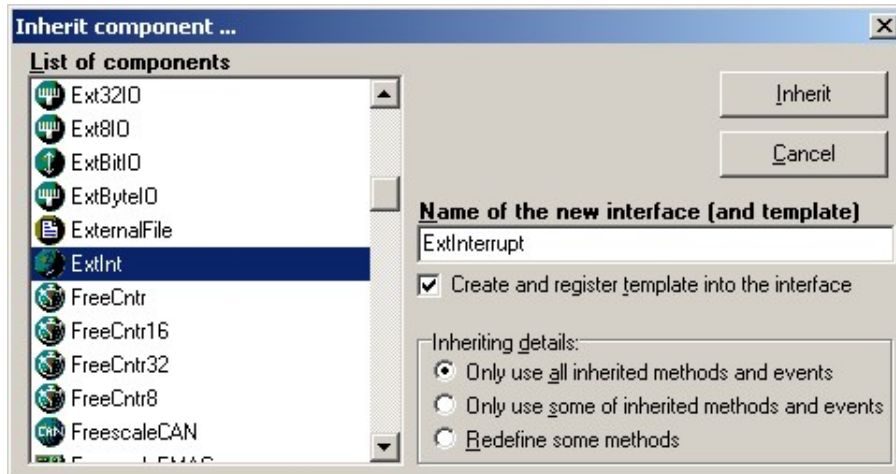 Inherit component ...
List of components
Ext32IO
Ext8IO
ExtBitIO
ExtByteIO
ExternalFile
ExtInt
FreeCntr
FreeCntr16
FreeCntr32
FreeCntr8
CAN FreescaleCAN
Inherit
Cancel
Name of the new interface (and template)
ExtInterrupt
Create and register template into the interface
Inheriting details:
Only use all inherited methods and events
Only use some of inherited methods and events
Redefine some methods